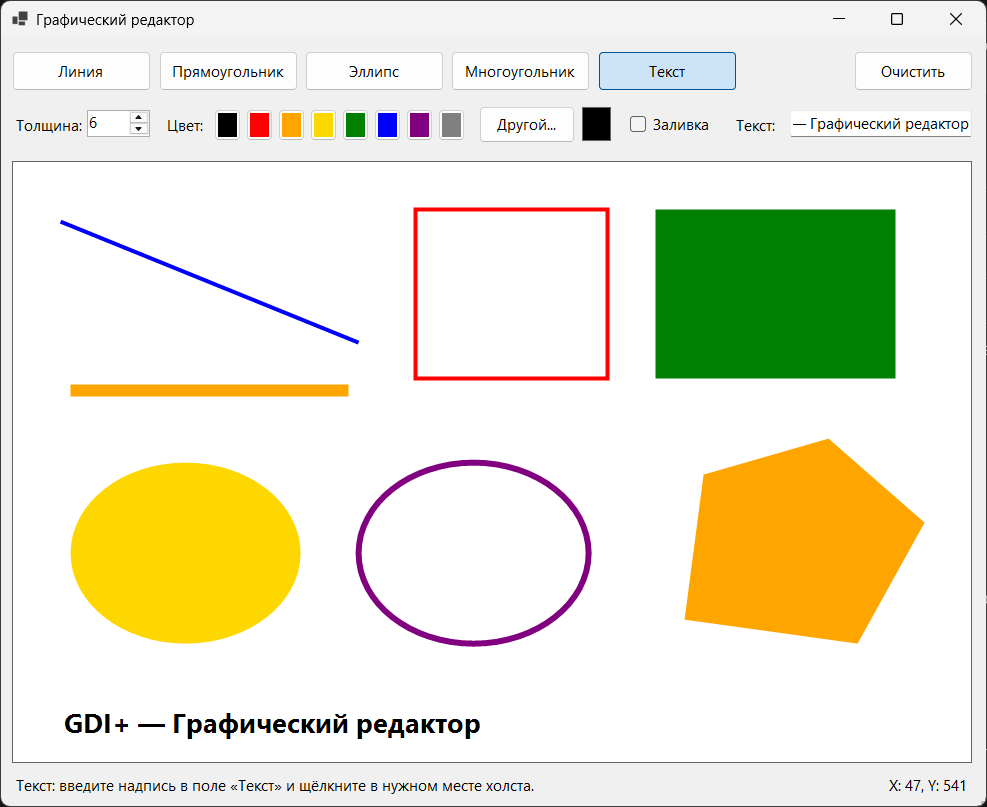 Графический редактор
Линия Прямоугольник Эллипс Многоугольник Текст Очистить
Толщина: 6 Цвет: Другой... Заливка Текст: — Графический редактор
GDI+ — Графический редактор
Текст: введите надпись в поле «Текст» и щёлкните в нужном месте холста. X: 47, Y: 541